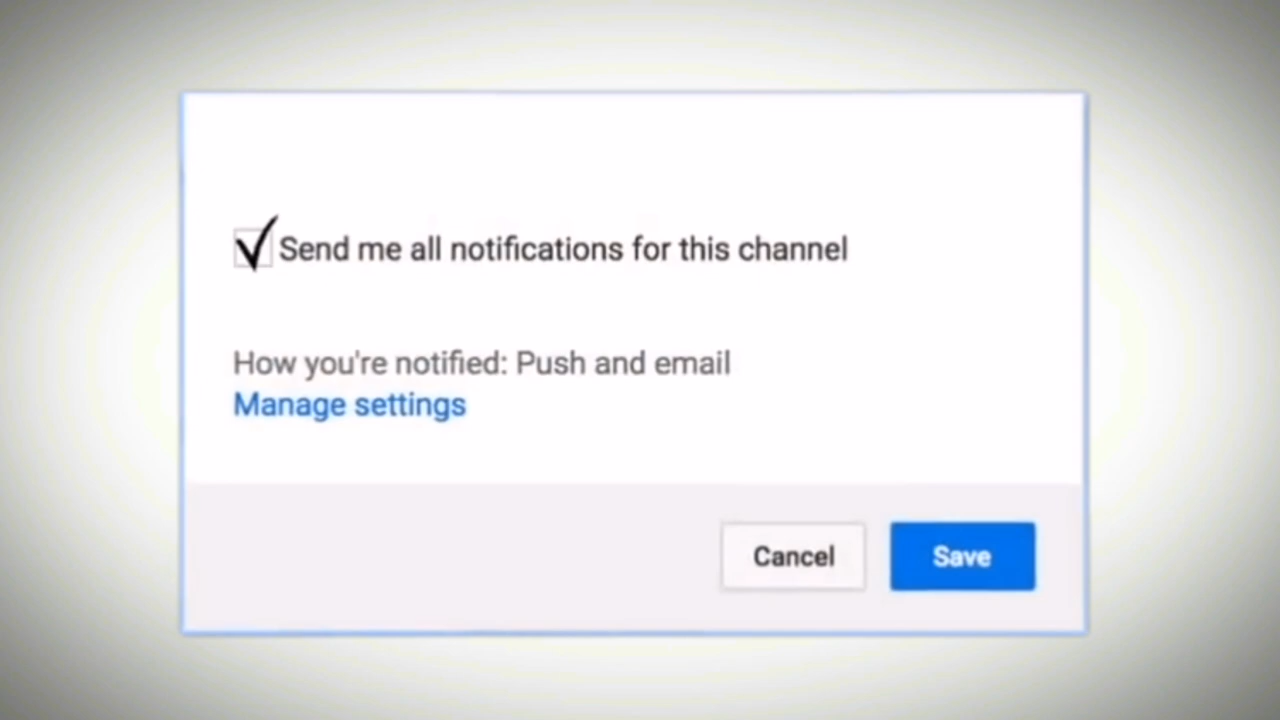 Send me all notifications for this channel
How you're notified: Push and email
Manage settings
Cancel
Save